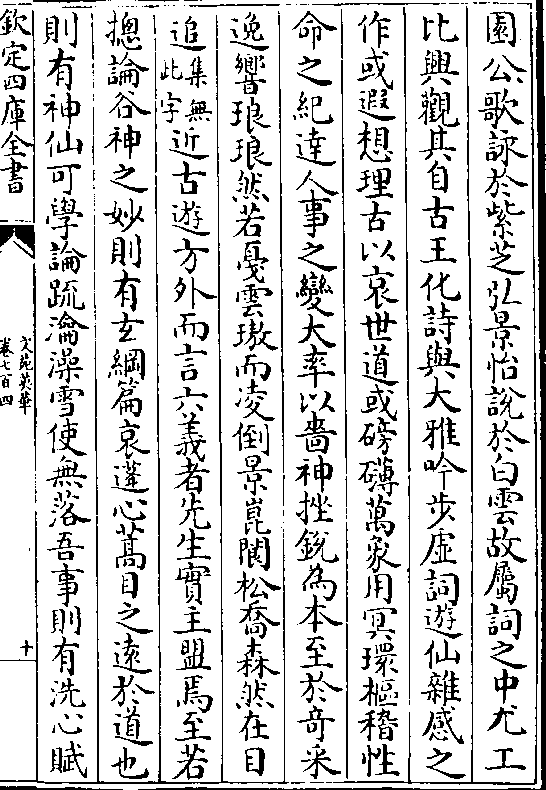 園公歌詠於紫芝弘景怡說於白雲故屬詞之中尤工
比興觀其自古王化詩與大雅吟步虛詞遊仙雜感之
作或遐想理古以哀世道或磅礴萬象用冥環樞稽性
命之紀達人事之變大率以嗇神挫銳為本至於奇采
逸響琅琅然若戛雲璈而凌倒景崑閬松喬森然在目
追集無此字近古遊方外而言六義者先生實主盟焉至若
摠論谷神之妙則有玄綱篇哀蓬心蒿目之遠於道也
則有神仙可學論疏瀹澡雪使無落吾事則有洗心賦
欽定四庫全書
文苑英華
卷七百四
十